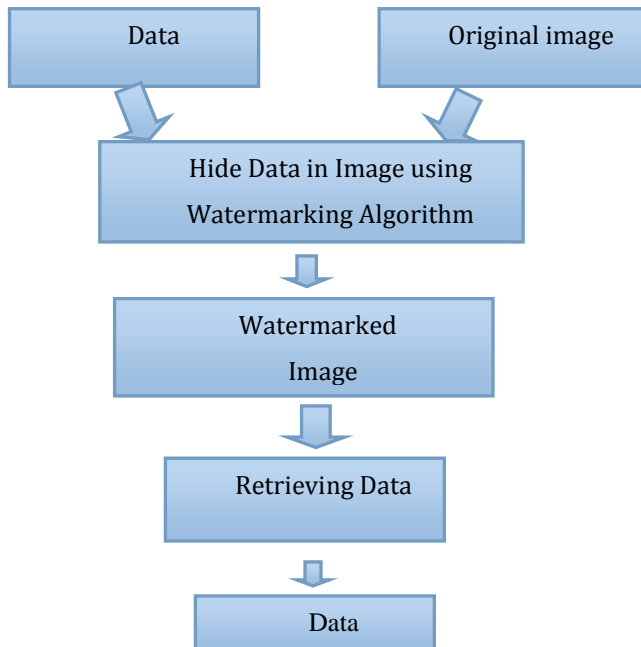 Data
Original image
Hide Data in Image using
Watermarking Algorithm
Watermarked
Image
Retrieving Data
Data